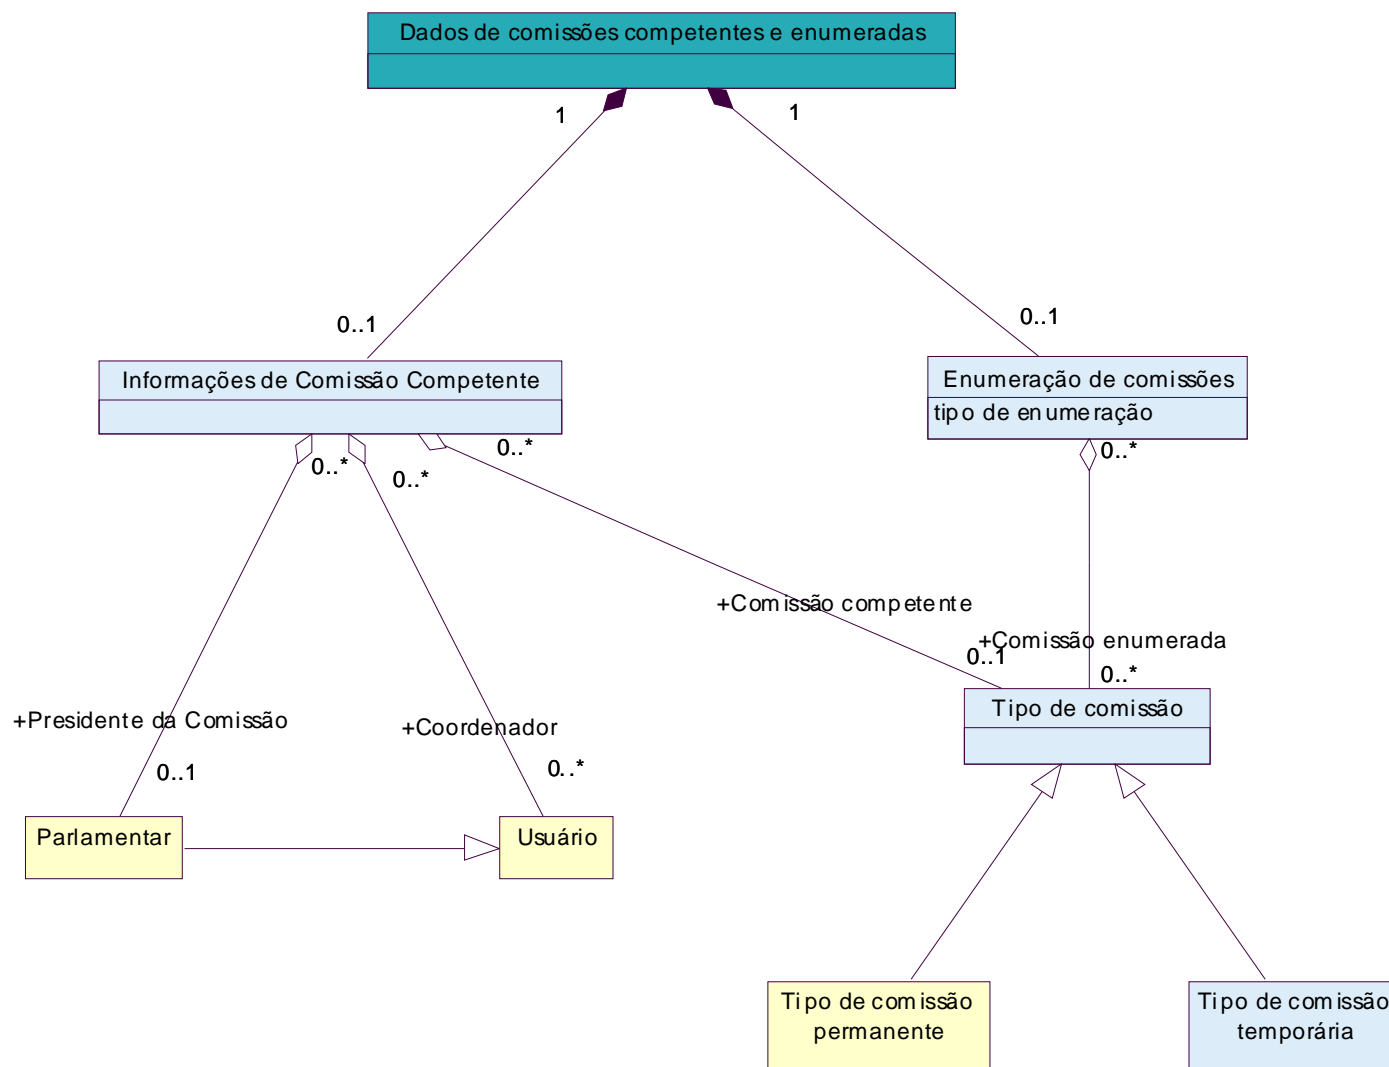 Dados de comissões competentes e enumeradas
1
1
0..1
0..1
Informações de Comissão Competente
Enumeração de comissões
tipo de enumeração
0..*
0..*
0..*
0..*
+Comissão competente
+Comissão enumerada
0..1
0..*
Tipo de comissão
+Presidente da Comissão
+Coordenador
0..1
0..*
Parlamentar
Usuário
Tipo de comissão
permanente
Tipo de comissão
temporária